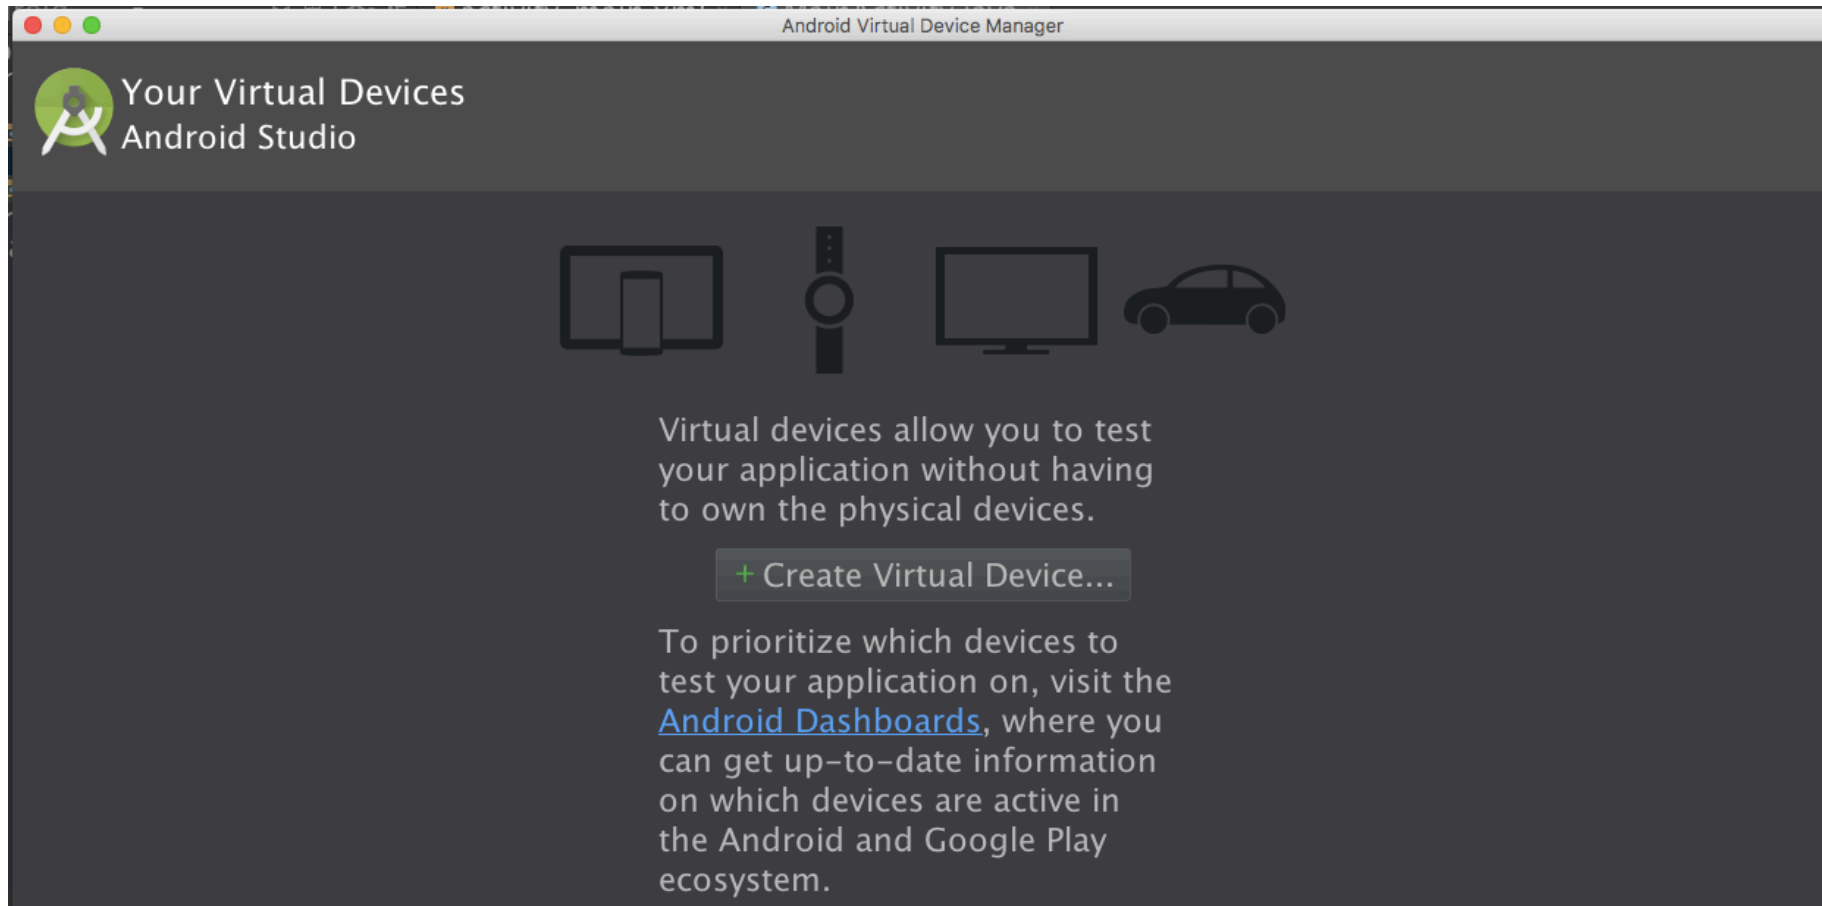 Android Virtual Device Manager
Your Virtual Devices
Android Studio
Virtual devices allow you to test
your application without having
to own the physical devices.
+ Create Virtual Device...
To prioritize which devices to
test your application on, visit the
Android Dashboards, where you
can get up-to-date information
on which devices are active in
the Android and Google Play
ecosystem.